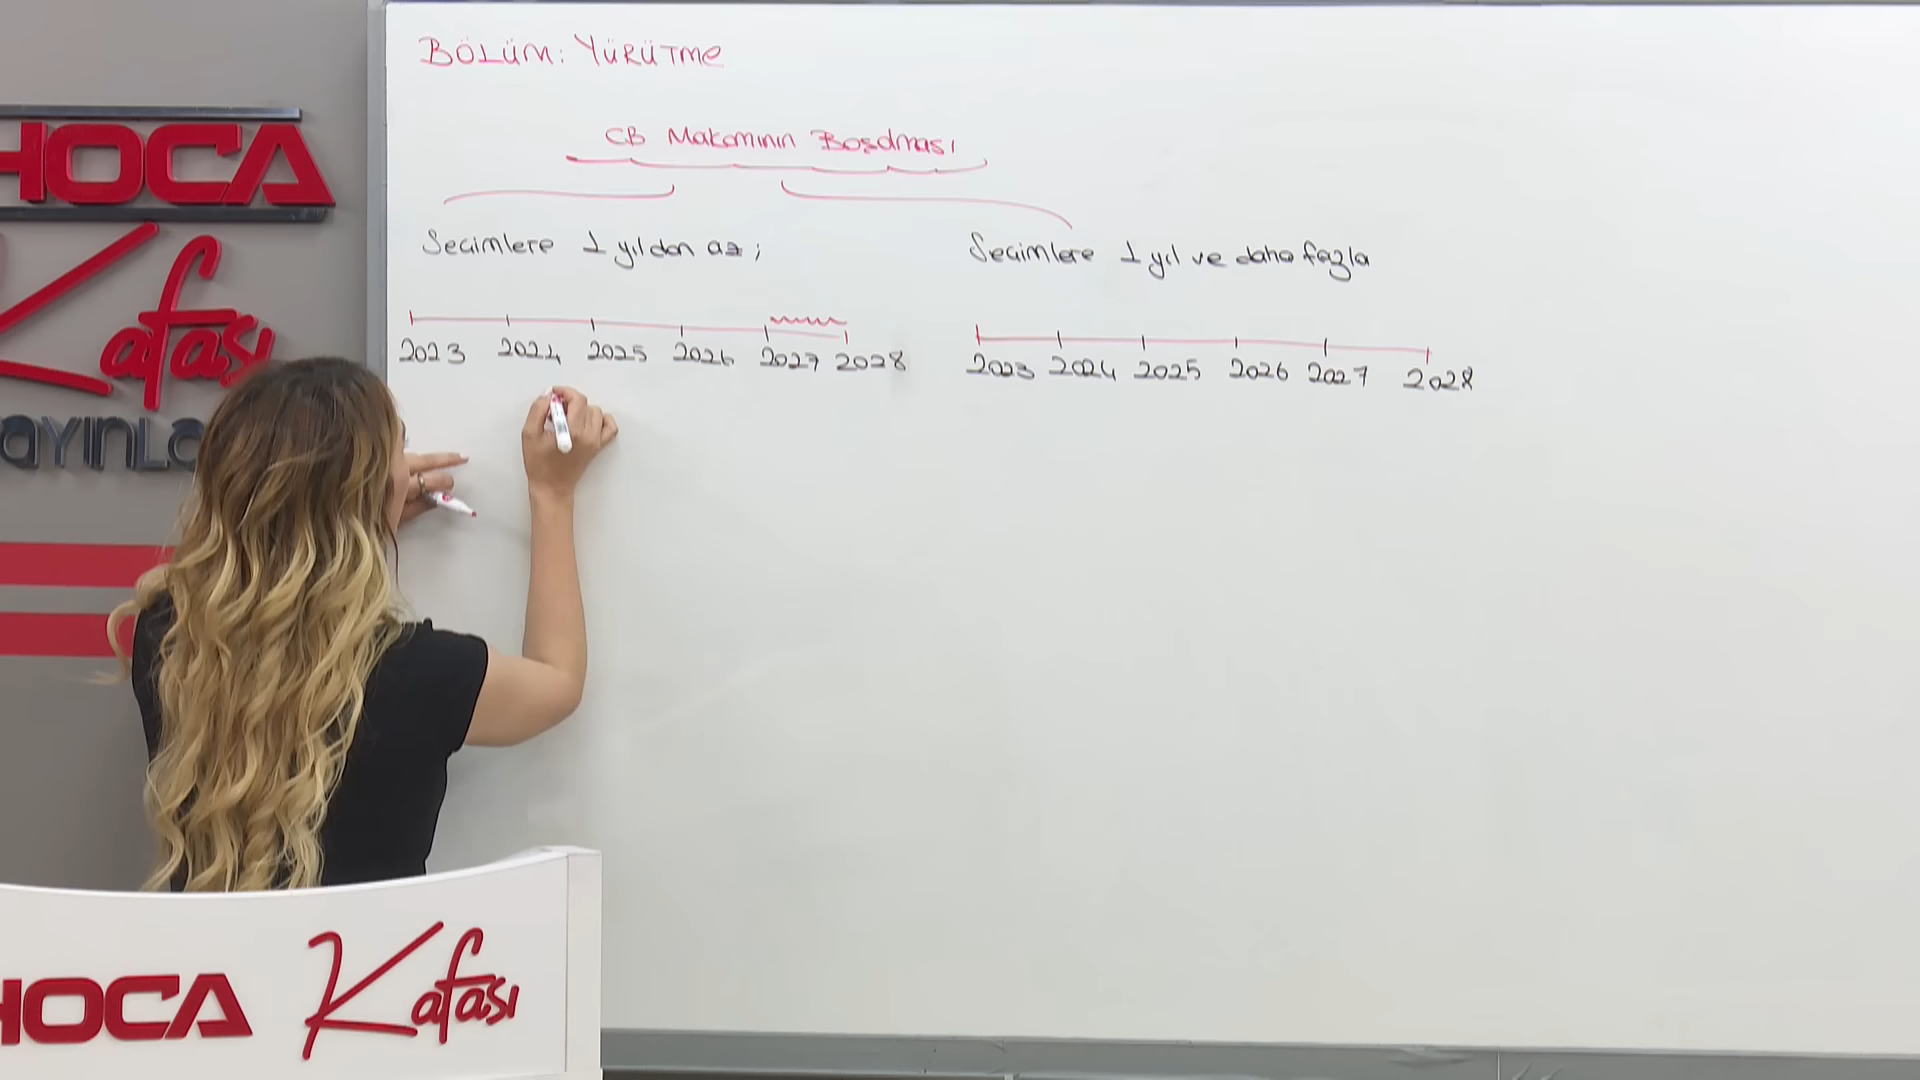 BÖLÜM: YÜRÜTME
CB Makamının Boşalması
Seçimlere 1 yıldan az;
Seçimlere 1 yıl ve daha fazla
2023 2024 2025 2026 2027 2028
2023 2024 2025 2026 2027 2028
HOCA
Kafası
AYINLA
HOCA Kafası